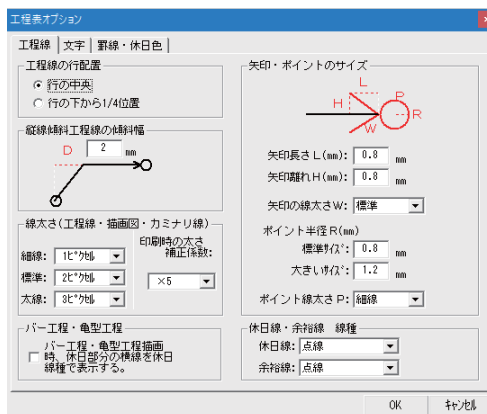 工程表オプション
工程線 文字 罫線・休日色
工程線の行配置
行の中央
行の下から1/4位置
縦線傾斜工程線の傾斜幅
D 2 mm
線太さ(工程線・描画図・カミナリ線)
細線: 1ピクセル
標準: 2ピクセル
太線: 3ピクセル
印刷時の太さ
補正係数:
×5
バー工程・亀型工程
バー工程・亀型工程描画
時、休日部分の横線を休日
線種で表示する。
矢印・ポイントのサイズ
L
H
P
R
W
矢印長さL(mm): 0.8 mm
矢印離れH(mm): 0.8 mm
矢印の線太さW: 標準
ポイント半径R(mm)
標準サイズ: 0.8 mm
大きいサイズ: 1.2 mm
ポイント線太さP: 細線
休日線・余裕線 線種
休日線: 点線
余裕線: 点線
OK キャンセル